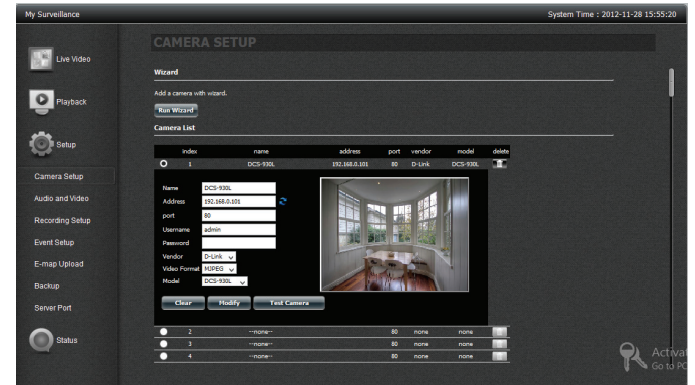 My Surveillance
System Time : 2012-11-28 15:55:20
CAMERA SETUP
Live Video
Playback
Setup
Camera Setup
Audio and Video
Recording Setup
Event Setup
E-map Upload
Backup
Server Port
Status
Wizard
Add a camera with wizard.
Run Wizard
Camera List
index name address port vendor model delete
1 DCS-930L 192.168.0.101 80 D-Link DCS-930L
Name DCS-930L
Address 192.168.0.101
port 80
Username admin
Password
Vendor D-Link
Video Format MJPEG
Model DCS-930L
Clear Modify Test Camera
2 --none-- 80 none none
3 --none-- 80 none none
4 --none-- 80 none none
Activat
Go to PC